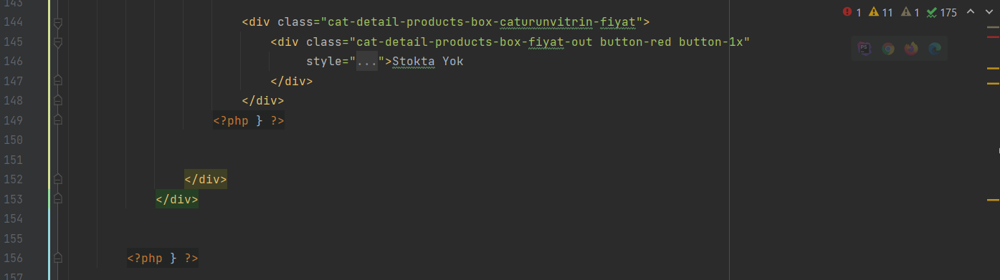 143
1 11 1 175
144 <div class="cat-detail-products-box-caturunvitrin-fiyat">
145 <div class="cat-detail-products-box-fiyat-out button-red button-1x"
146 style="...">Stokta Yok
147 </div>
148 </div>
149 <?php } ?>
150
151
152 </div>
153 </div>
154
155
156 <?php } ?>
157